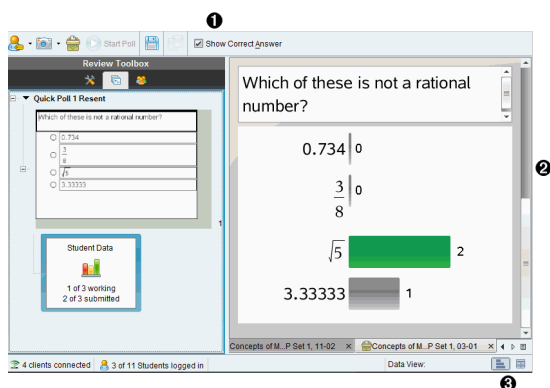 ❶
Start Poll
Show Correct Answer
Review Toolbox
Quick Poll 1 Resent
Which of these is not a rational number?
0.734
3
8
√5
3.33333
1
Student Data
1 of 3 working
2 of 3 submitted
Which of these is not a rational
number?
0.734 0
3
8
0
√5 2
3.33333 1
❷
Concepts of M...P Set 1, 11-02
Concepts of M...P Set 1, 03-01
4 clients connected
3 of 11 Students logged in
Data View:
❸